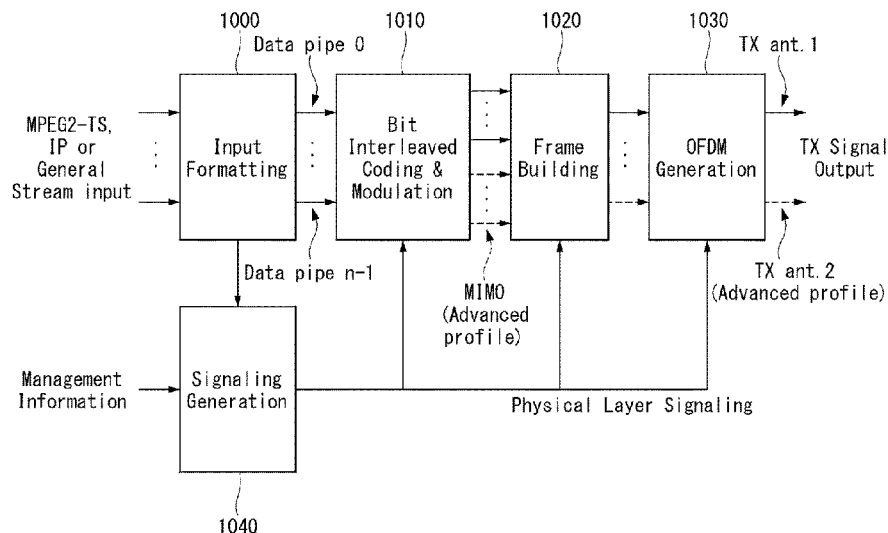 1000
1010
1020
1030
Data pipe 0
TX ant.1
MPEG2-TS,
IP or
General
Stream input
Input
Formatting
Bit
Interleaved
Coding &
Modulation
Frame
Building
OFDM
Generation
TX Signal
Output
Data pipe n-1
MIMO
(Advanced
profile)
TX ant.2
(Advanced profile)
Management
Information
Signaling
Generation
Physical Layer Signaling
1040